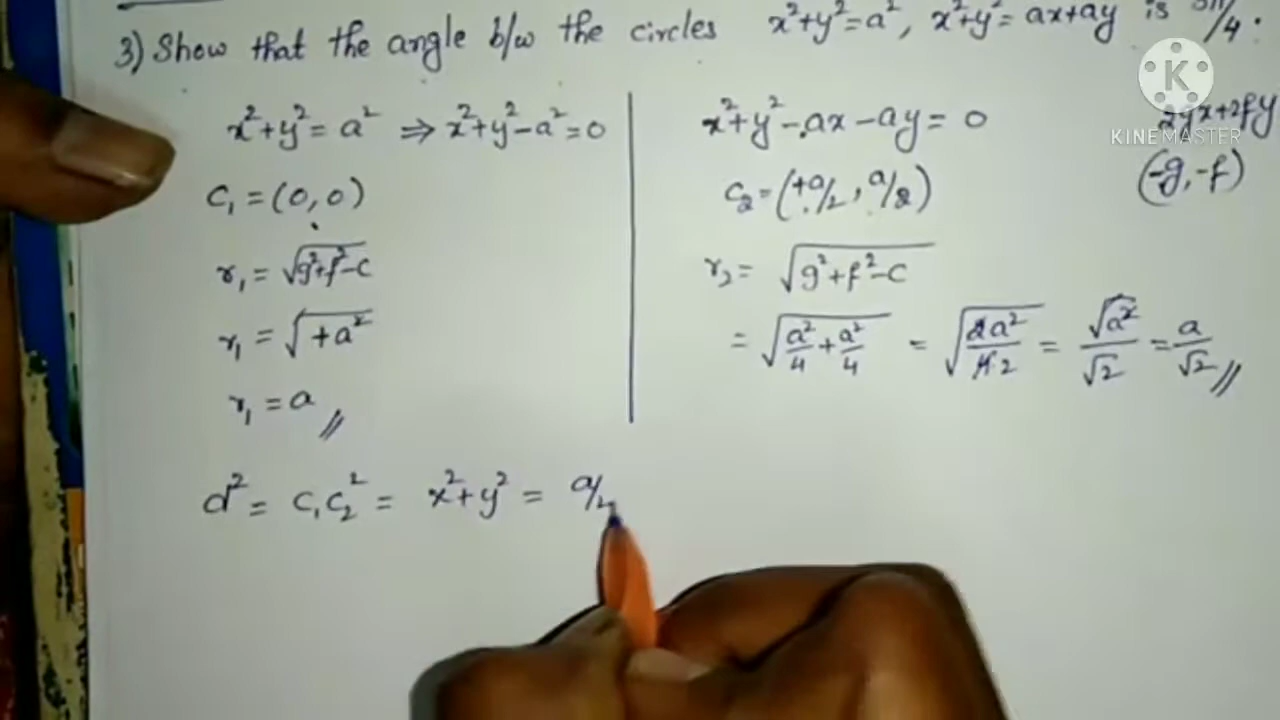 3) Show that the angle b/w the circles x²+y²=a², x²+y²=ax+ay is 3π/4.
x²+y²=a² ⇒ x²+y²-a²=0
C₁=(0,0)
r₁=√g²+f²-c
r₁=√+a²
r₁=a //
x²+y²-ax-ay=0
C₂=(+a/2, a/2)
r₂=√g²+f²-c
=√a²/4+a²/4 = √2a²/4 2 = √a²/√2 = a/√2 //
2gx+2fy
(-g,-f)
d²= C₁C₂² = x²+y² = a/
K
KINEMASTER